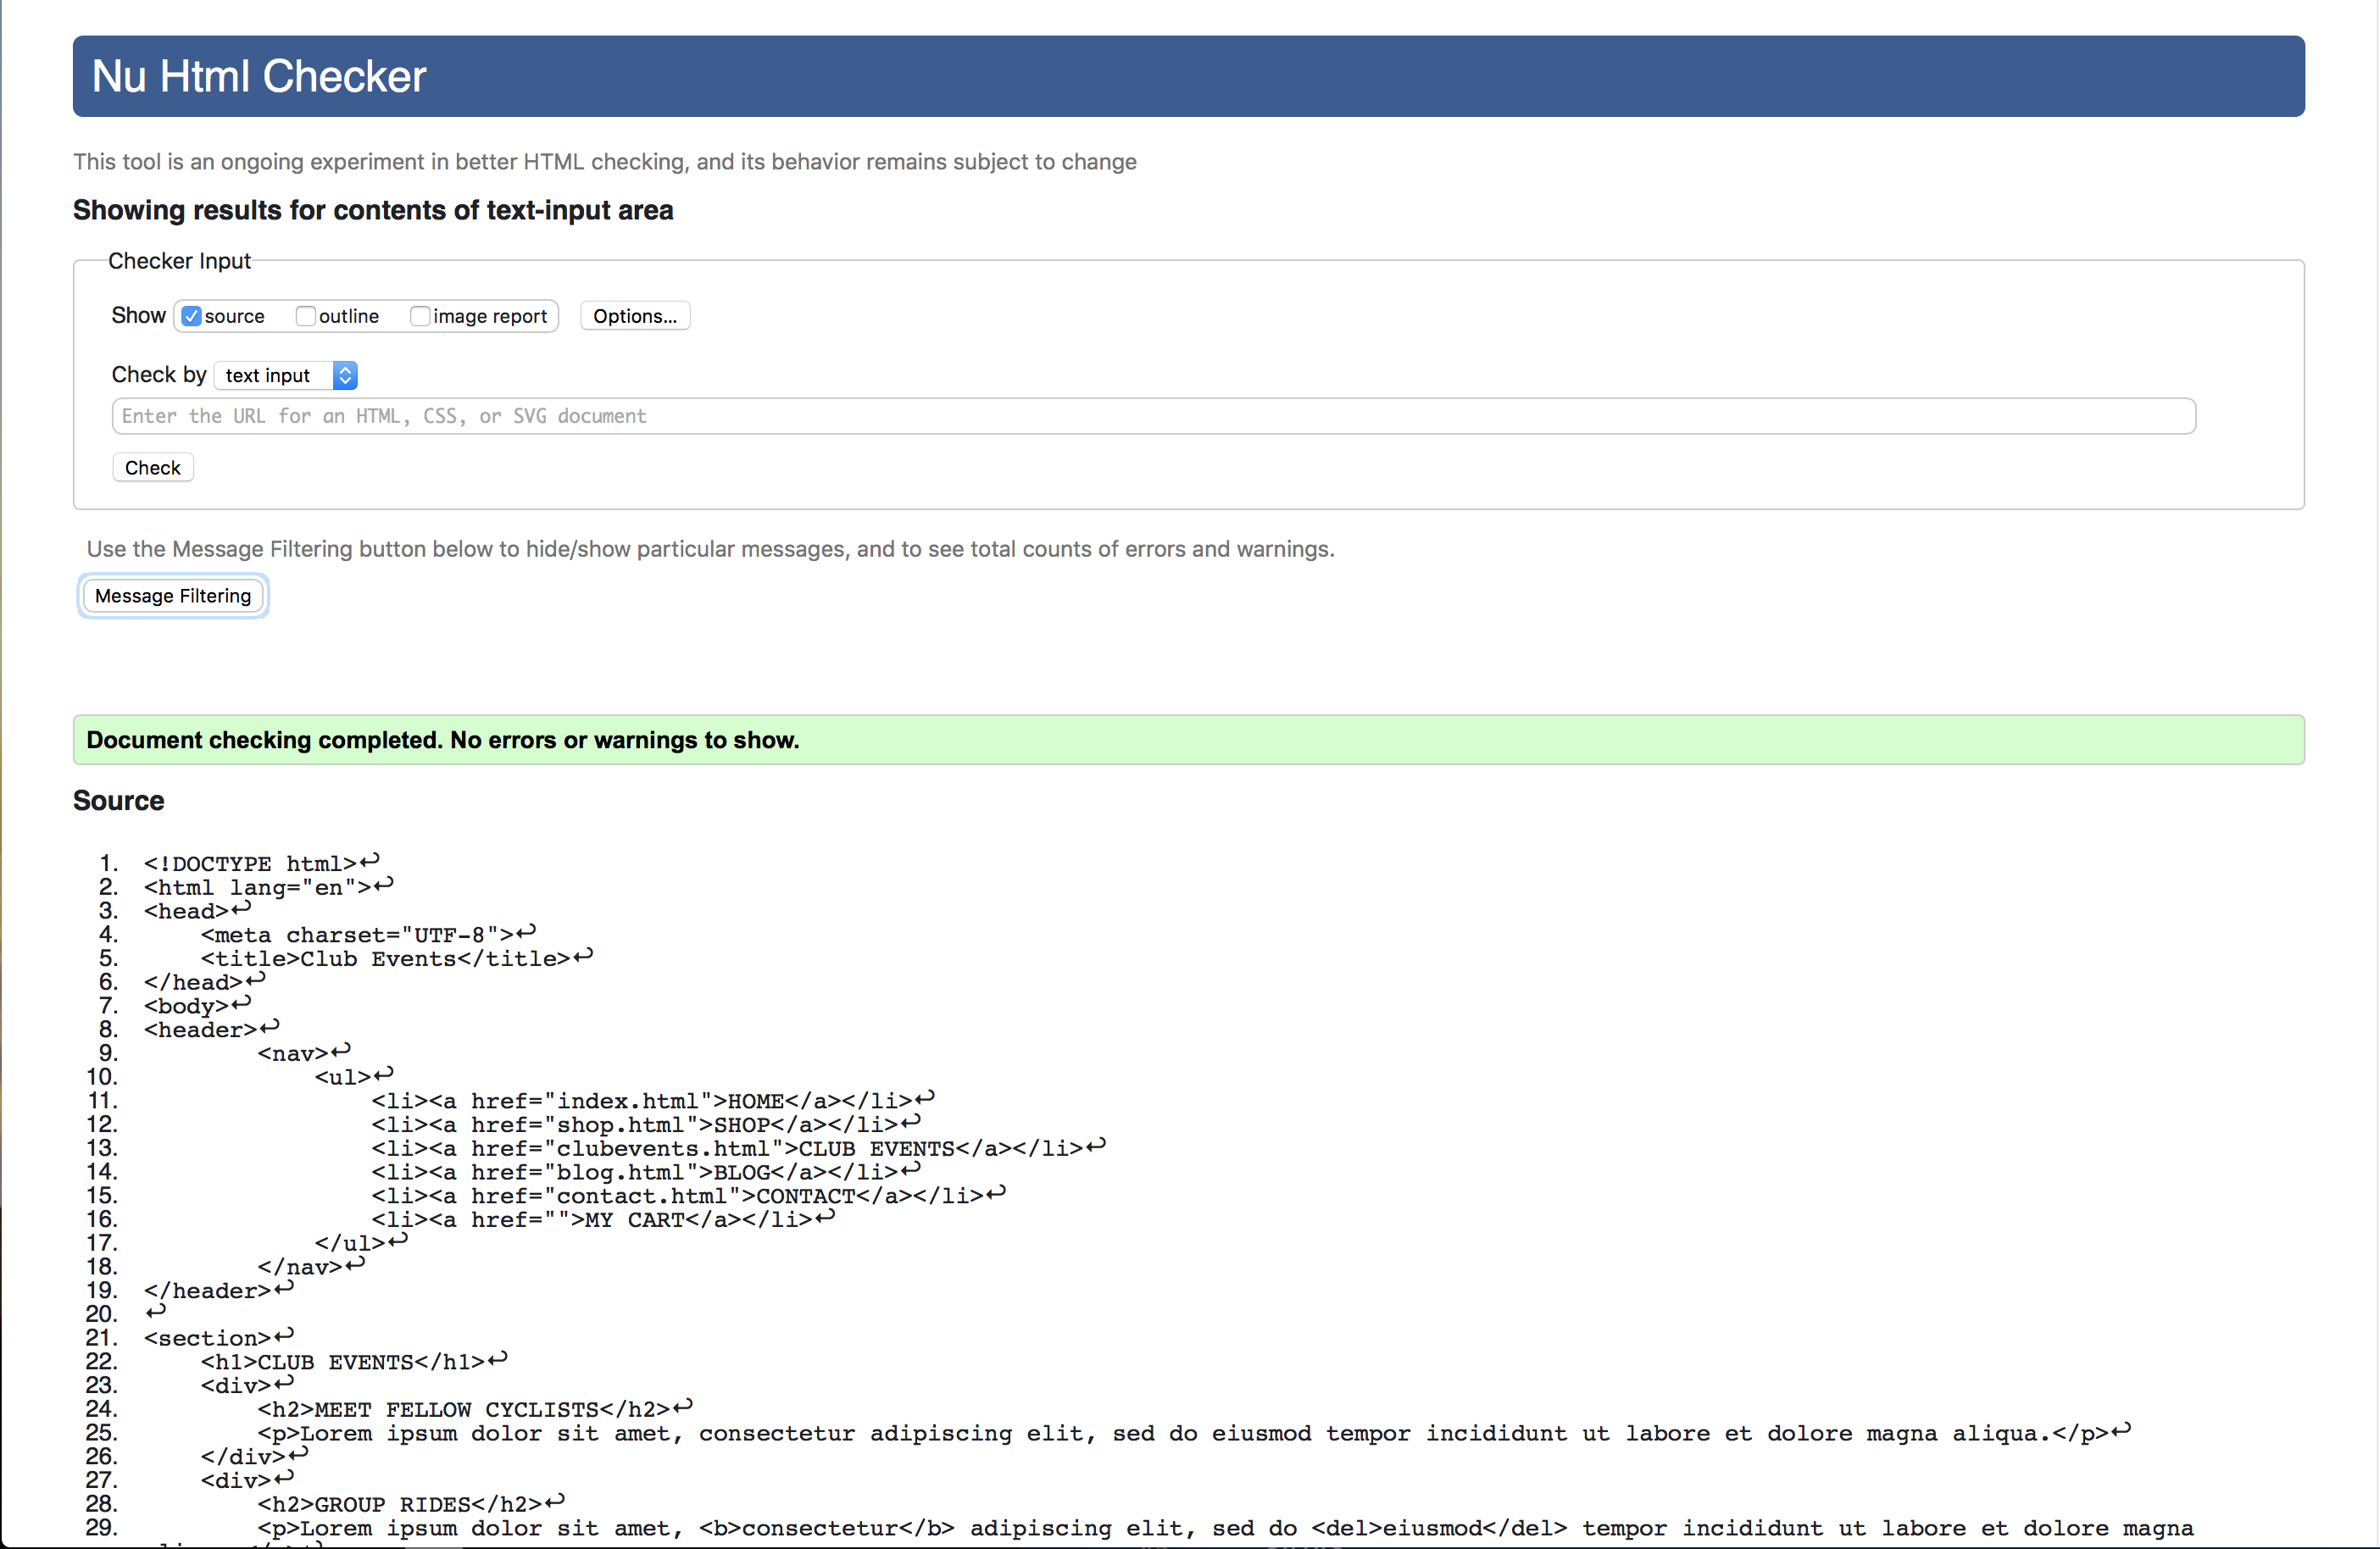 Nu Html Checker
This tool is an ongoing experiment in better HTML checking, and its behavior remains subject to change
Showing results for contents of text-input area
Checker Input
Show source outline image report Options...
Check by text input
Enter the URL for an HTML, CSS, or SVG document
Check
Use the Message Filtering button below to hide/show particular messages, and to see total counts of errors and warnings.
Message Filtering
Document checking completed. No errors or warnings to show.
Source
1. <!DOCTYPE html>↩
2. <html lang="en">↩
3. <head>↩
4.     <meta charset="UTF-8">↩
5.     <title>Club Events</title>↩
6. </head>↩
7. <body>↩
8. <header>↩
9.         <nav>↩
10.             <ul>↩
11.                 <li><a href="index.html">HOME</a></li>↩
12.                 <li><a href="shop.html">SHOP</a></li>↩
13.                 <li><a href="clubevents.html">CLUB EVENTS</a></li>↩
14.                 <li><a href="blog.html">BLOG</a></li>↩
15.                 <li><a href="contact.html">CONTACT</a></li>↩
16.                 <li><a href="">MY CART</a></li>↩
17.             </ul>↩
18.         </nav>↩
19. </header>↩
20. ↩
21. <section>↩
22.     <h1>CLUB EVENTS</h1>↩
23.     <div>↩
24.         <h2>MEET FELLOW CYCLISTS</h2>↩
25.         <p>Lorem ipsum dolor sit amet, consectetur adipiscing elit, sed do eiusmod tempor incididunt ut labore et dolore magna aliqua.</p>↩
26.     </div>↩
27.     <div>↩
28.         <h2>GROUP RIDES</h2>↩
29.         <p>Lorem ipsum dolor sit amet, <b>consectetur</b> adipiscing elit, sed do <del>eiusmod</del> tempor incididunt ut labore et dolore magna